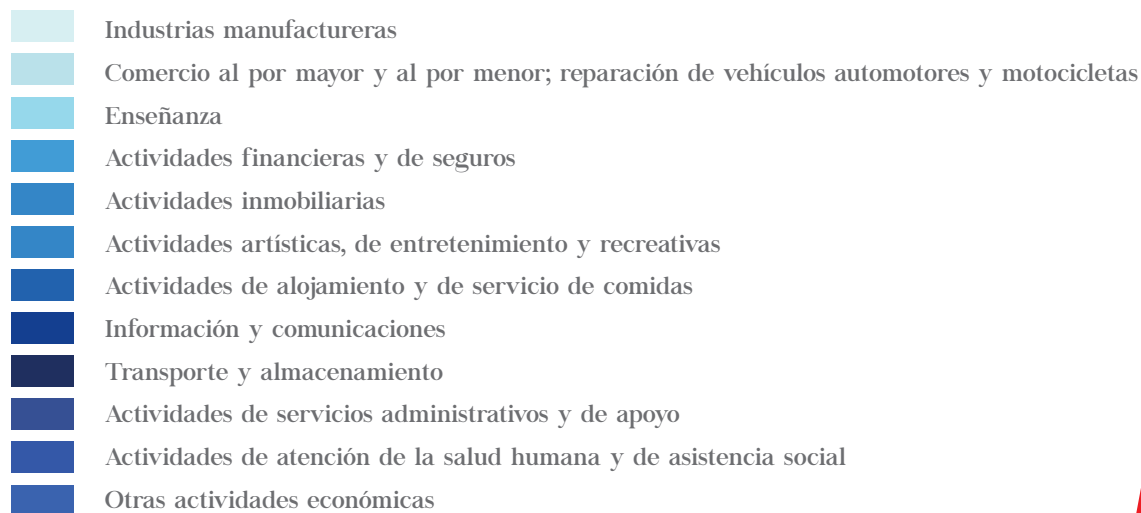 Industrias manufactureras
Comercio al por mayor y al por menor; reparación de vehículos automotores y motocicletas
Enseñanza
Actividades financieras y de seguros
Actividades inmobiliarias
Actividades artísticas, de entretenimiento y recreativas
Actividades de alojamiento y de servicio de comidas
Información y comunicaciones
Transporte y almacenamiento
Actividades de servicios administrativos y de apoyo
Actividades de atención de la salud humana y de asistencia social
Otras actividades económicas